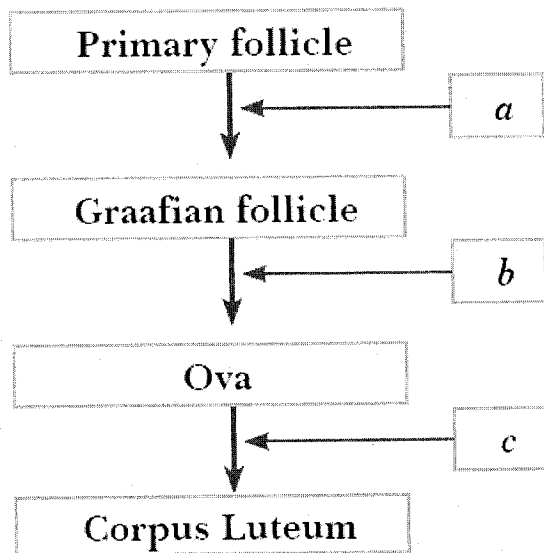 Primary follicle
a
Graafian follicle
b
Ova
c
Corpus Luteum